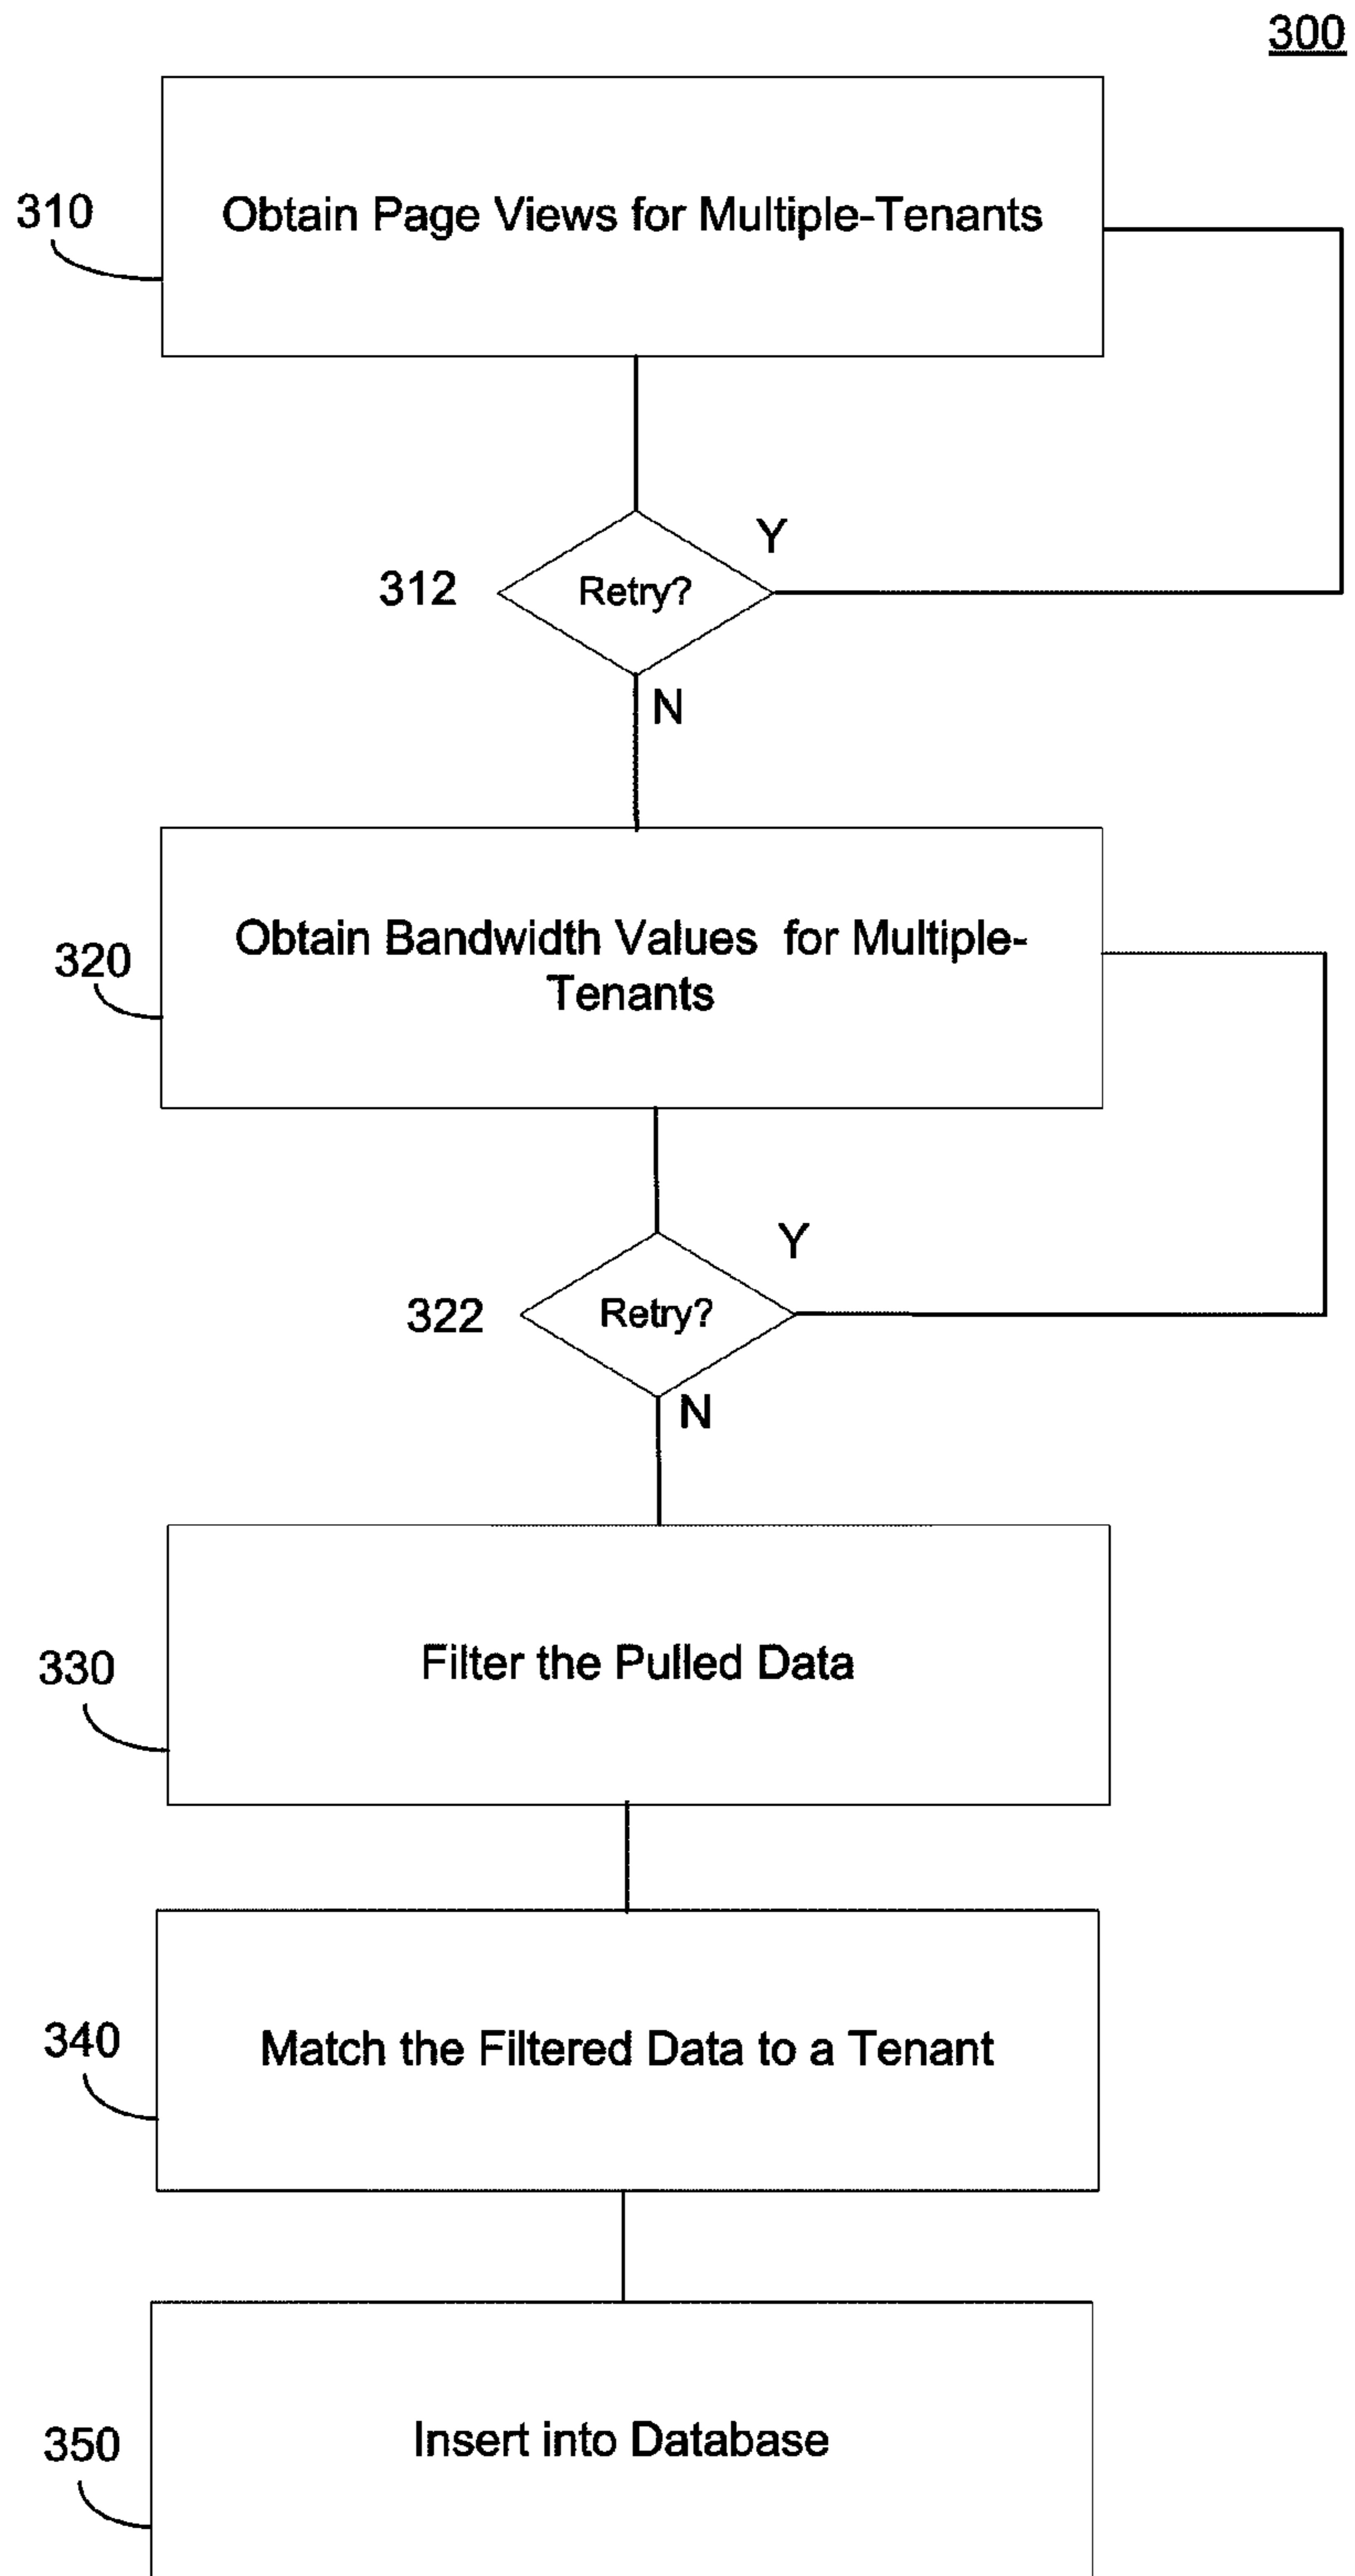 300
310
Obtain Page Views for Multiple-Tenants
312
Retry?
Y
N
320
Obtain Bandwidth Values for Multiple-
Tenants
322
Retry?
Y
N
330
Filter the Pulled Data
340
Match the Filtered Data to a Tenant
350
Insert into Database